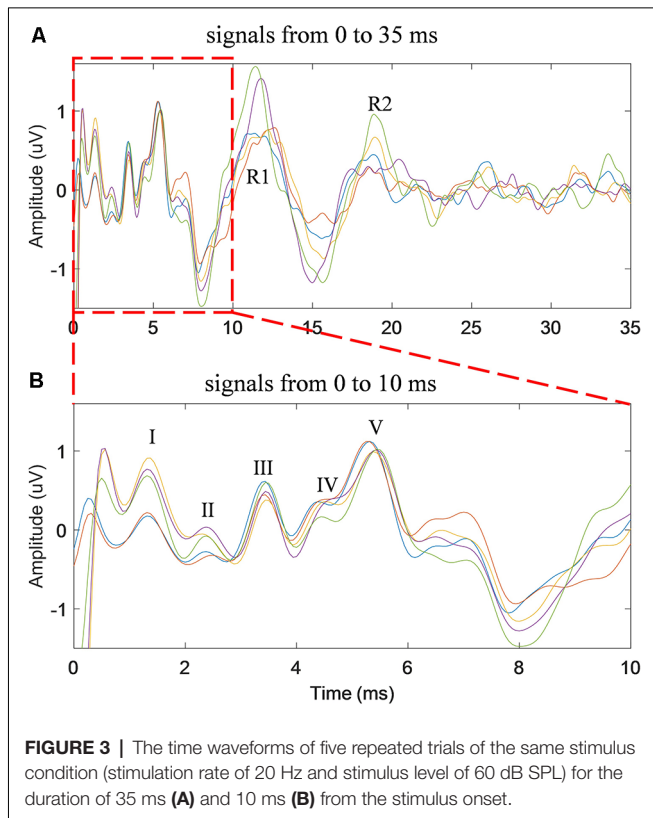 A
signals from 0 to 35 ms
Amplitude (uV)
1
0
-1
R1
R2
0
5
10
15
20
25
30
35
B
signals from 0 to 10 ms
Amplitude (uV)
1
0
-1
I
II
III
IV
V
0
2
4
6
8
10
Time (ms)
FIGURE 3 | The time waveforms of five repeated trials of the same stimulus
condition (stimulation rate of 20 Hz and stimulus level of 60 dB SPL) for the
duration of 35 ms (A) and 10 ms (B) from the stimulus onset.